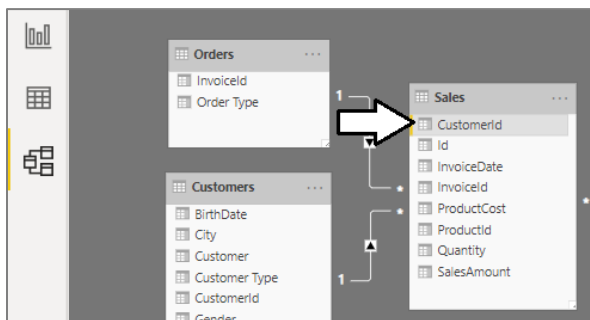 Orders
...
InvoiceId
Order Type
1
*
Sales
...
CustomerId
Id
InvoiceDate
InvoiceId
ProductCost
ProductId
Quantity
SalesAmount
*
Customers
...
BirthDate
City
Customer
Customer Type
CustomerId
Gender
*
1